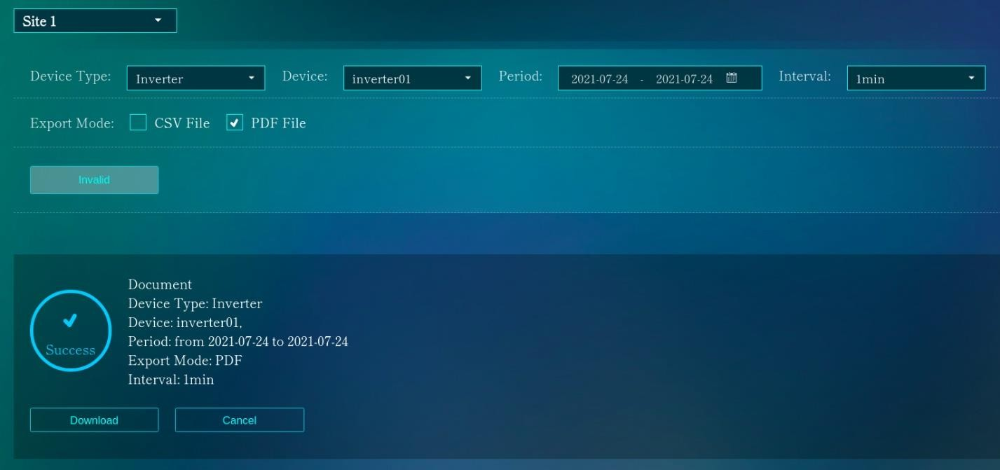 Site 1
Device Type: Inverter Device: inverter01 Period: 2021-07-24 - 2021-07-24 Interval: 1min
Export Mode: CSV File PDF File
Invalid
Document
Device Type: Inverter
Device: inverter01,
Period: from 2021-07-24 to 2021-07-24
Success
Export Mode: PDF
Interval: 1min
Download Cancel